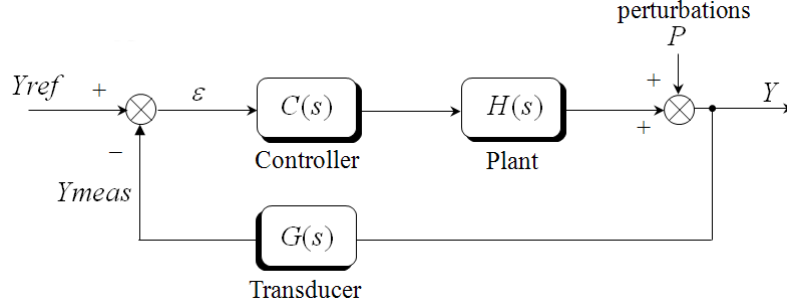 perturbations
P
Yref
+
ε
C(s)
H(s)
+
+
Y
−
Controller
Plant
Ymeas
G(s)
Transducer